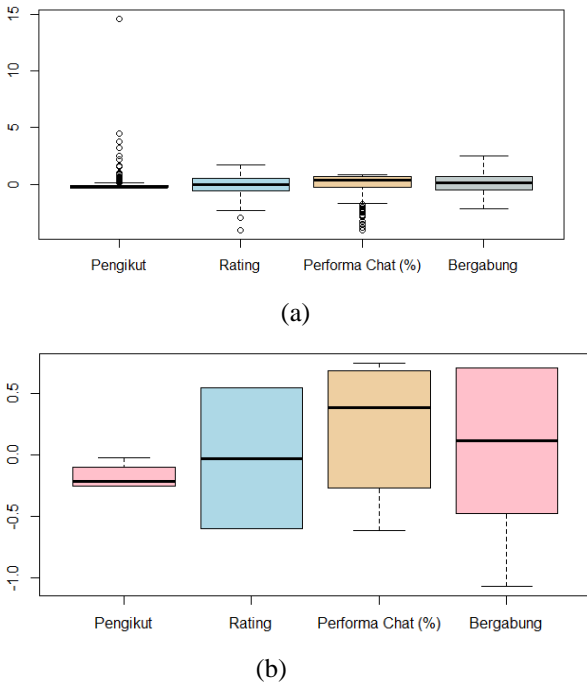 15
10
5
0
Pengikut Rating Performa Chat (%) Bergabung
(a)
0.5
0.0
-0.5
-1.0
Pengikut Rating Performa Chat (%) Bergabung
(b)